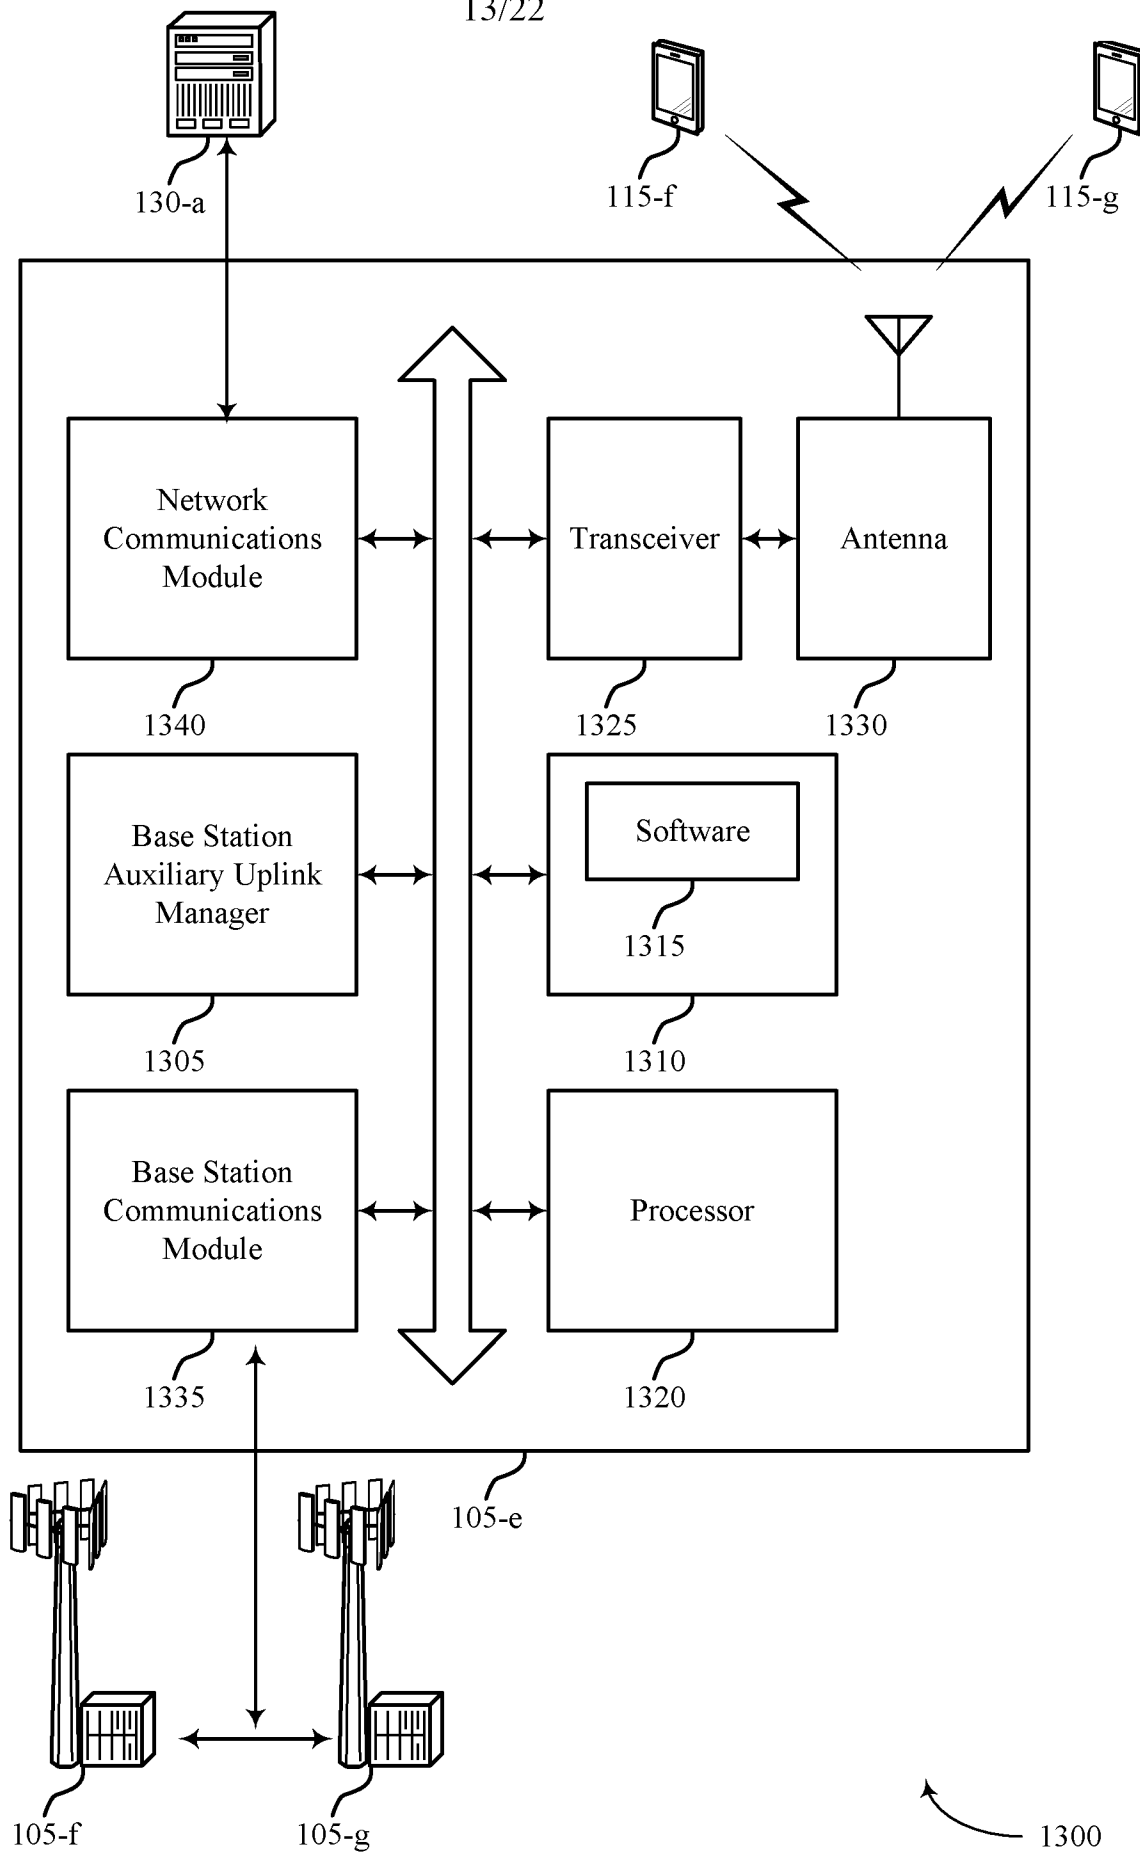 13/22
130-a
115-f
115-g
Network
Communications
Module
Transceiver
Antenna
1340
1325
1330
Base Station
Auxiliary Uplink
Manager
Software
1315
1305
1310
Base Station
Communications
Module
Processor
1335
1320
105-e
105-f
105-g
1300